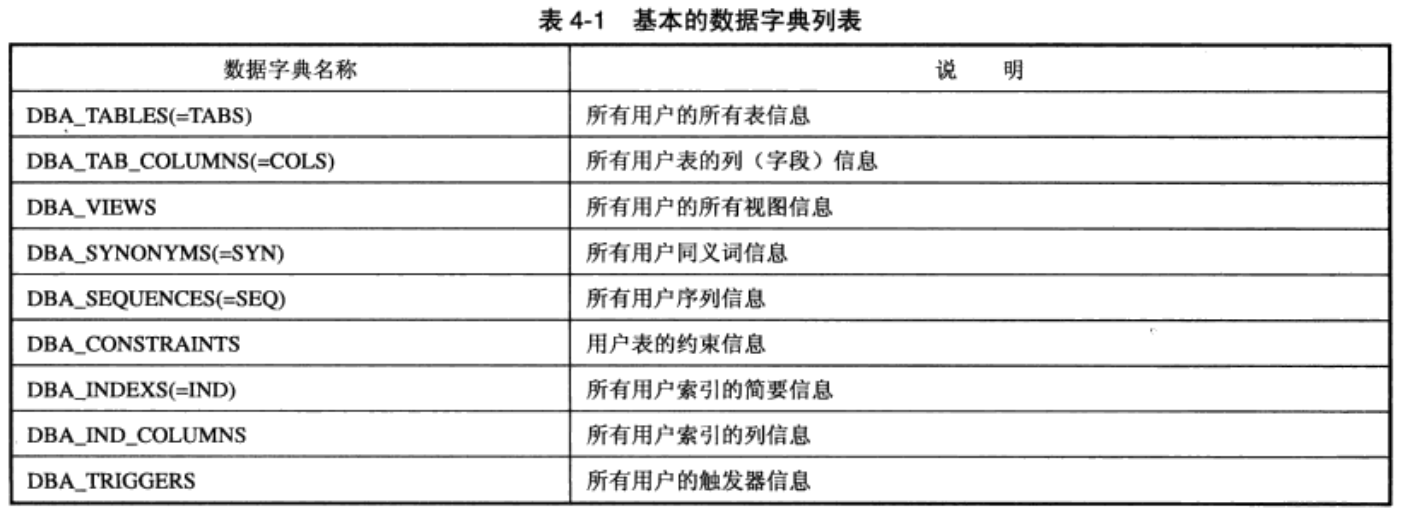 表 4-1 基本的数据字典列表
数据字典名称 说 明
DBA_TABLES(=TABS) 所有用户的所有表信息
DBA_TAB_COLUMNS(=COLS) 所有用户表的列（字段）信息
DBA_VIEWS 所有用户的所有视图信息
DBA_SYNONYMS(=SYN) 所有用户同义词信息
DBA_SEQUENCES(=SEQ) 所有用户序列信息
DBA_CONSTRAINTS 用户表的约束信息
DBA_INDEXS(=IND) 所有用户索引的简要信息
DBA_IND_COLUMNS 所有用户索引的列信息
DBA_TRIGGERS 所有用户的触发器信息